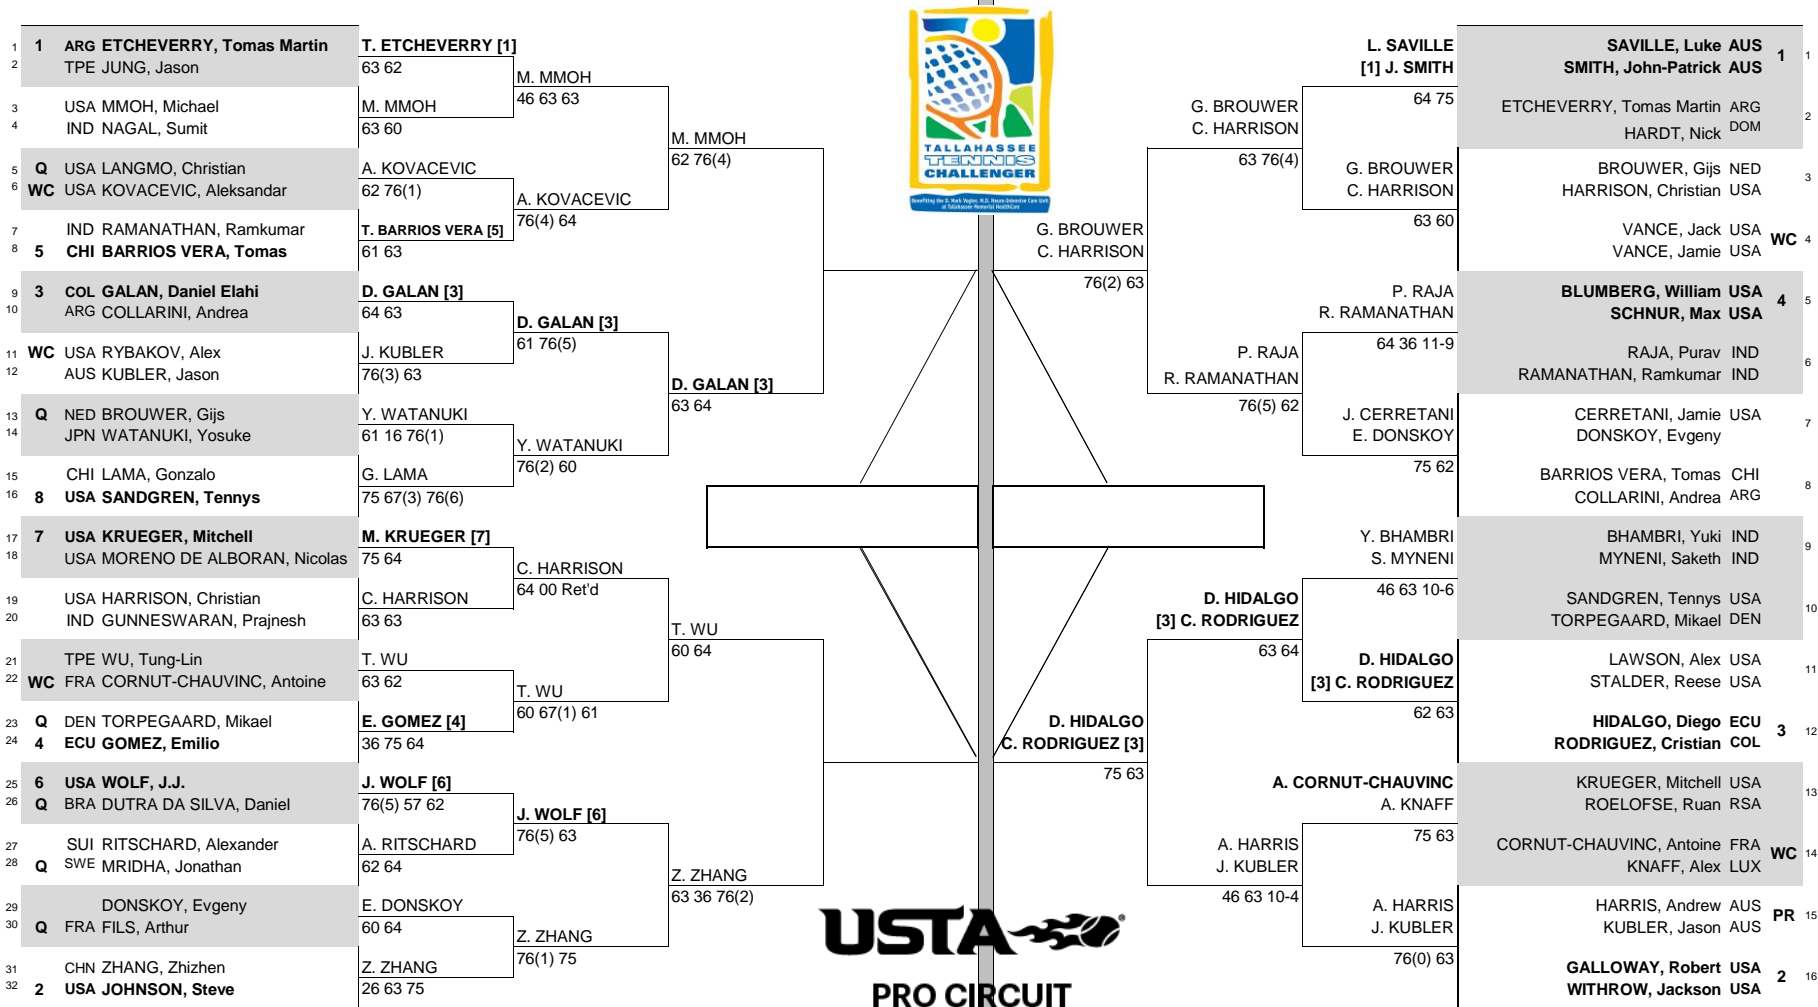 1 1 ARG ETCHEVERRY, Tomas Martin
2 TPE JUNG, Jason
3 USA MMOH, Michael
4 IND NAGAL, Sumit
5 Q USA LANGMO, Christian
6 WC USA KOVACEVIC, Aleksandar
7 IND RAMANATHAN, Ramkumar
8 5 CHI BARRIOS VERA, Tomas
9 3 COL GALAN, Daniel Elahi
10 ARG COLLARINI, Andrea
11 WC USA RYBAKOV, Alex
12 AUS KUBLER, Jason
13 Q NED BROUWER, Gijs
14 JPN WATANUKI, Yosuke
15 CHI LAMA, Gonzalo
16 8 USA SANDGREN, Tennys
17 7 USA KRUEGER, Mitchell
18 USA MORENO DE ALBORAN, Nicolas
19 USA HARRISON, Christian
20 IND GUNNESWARAN, Prajnesh
21 TPE WU, Tung-Lin
22 WC FRA CORNUT-CHAUVINC, Antoine
23 Q DEN TORPEGAARD, Mikael
24 4 ECU GOMEZ, Emilio
25 6 USA WOLF, J.J.
26 Q BRA DUTRA DA SILVA, Daniel
27 SUI RITSCHARD, Alexander
28 Q SWE MRIDHA, Jonathan
29 DONSKOY, Evgeny
30 Q FRA FILS, Arthur
31 CHN ZHANG, Zhizhen
32 2 USA JOHNSON, Steve
T. ETCHEVERRY [1]
63 62
M. MMOH
63 60
A. KOVACEVIC
62 76(1)
T. BARRIOS VERA [5]
61 63
D. GALAN [3]
64 63
J. KUBLER
76(3) 63
Y. WATANUKI
61 16 76(1)
G. LAMA
75 67(3) 76(6)
M. KRUEGER [7]
75 64
C. HARRISON
63 63
T. WU
63 62
E. GOMEZ [4]
36 75 64
J. WOLF [6]
76(5) 57 62
A. RITSCHARD
62 64
E. DONSKOY
60 64
Z. ZHANG
26 63 75
M. MMOH
46 63 63
A. KOVACEVIC
76(4) 64
D. GALAN [3]
61 76(5)
Y. WATANUKI
76(2) 60
C. HARRISON
64 00 Ret'd
T. WU
60 67(1) 61
J. WOLF [6]
76(5) 63
Z. ZHANG
76(1) 75
M. MMOH
62 76(4)
D. GALAN [3]
63 64
T. WU
60 64
Z. ZHANG
63 36 76(2)
TALLAHASSEE
TENNIS
CHALLENGER
Benefitting the D. Mark Vogter, M.D. Neuro-Intensive Care Unit
at Tallahassee Memorial HealthCare
USTA
PRO CIRCUIT
G. BROUWER
C. HARRISON
76(2) 63
D. HIDALGO
C. RODRIGUEZ [3]
75 63
G. BROUWER
C. HARRISON
63 76(4)
P. RAJA
R. RAMANATHAN
76(5) 62
D. HIDALGO
[3] C. RODRIGUEZ
63 64
A. HARRIS
J. KUBLER
46 63 10-4
L. SAVILLE
[1] J. SMITH
64 75
G. BROUWER
C. HARRISON
63 60
P. RAJA
R. RAMANATHAN
64 36 11-9
J. CERRETANI
E. DONSKOY
75 62
Y. BHAMBRI
S. MYNENI
46 63 10-6
D. HIDALGO
[3] C. RODRIGUEZ
62 63
A. CORNUT-CHAUVINC
A. KNAFF
75 63
A. HARRIS
J. KUBLER
76(0) 63
SAVILLE, Luke AUS 1 1
SMITH, John-Patrick AUS
ETCHEVERRY, Tomas Martin ARG 2
HARDT, Nick DOM
BROUWER, Gijs NED 3
HARRISON, Christian USA
VANCE, Jack USA WC 4
VANCE, Jamie USA
BLUMBERG, William USA 4 5
SCHNUR, Max USA
RAJA, Purav IND 6
RAMANATHAN, Ramkumar IND
CERRETANI, Jamie USA 7
DONSKOY, Evgeny
BARRIOS VERA, Tomas CHI 8
COLLARINI, Andrea ARG
BHAMBRI, Yuki IND 9
MYNENI, Saketh IND
SANDGREN, Tennys USA 10
TORPEGAARD, Mikael DEN
LAWSON, Alex USA 11
STALDER, Reese USA
HIDALGO, Diego ECU 3 12
RODRIGUEZ, Cristian COL
KRUEGER, Mitchell USA 13
ROELOFSE, Ruan RSA
CORNUT-CHAUVINC, Antoine FRA WC 14
KNAFF, Alex LUX
HARRIS, Andrew AUS PR 15
KUBLER, Jason AUS
GALLOWAY, Robert USA 2 16
WITHROW, Jackson USA